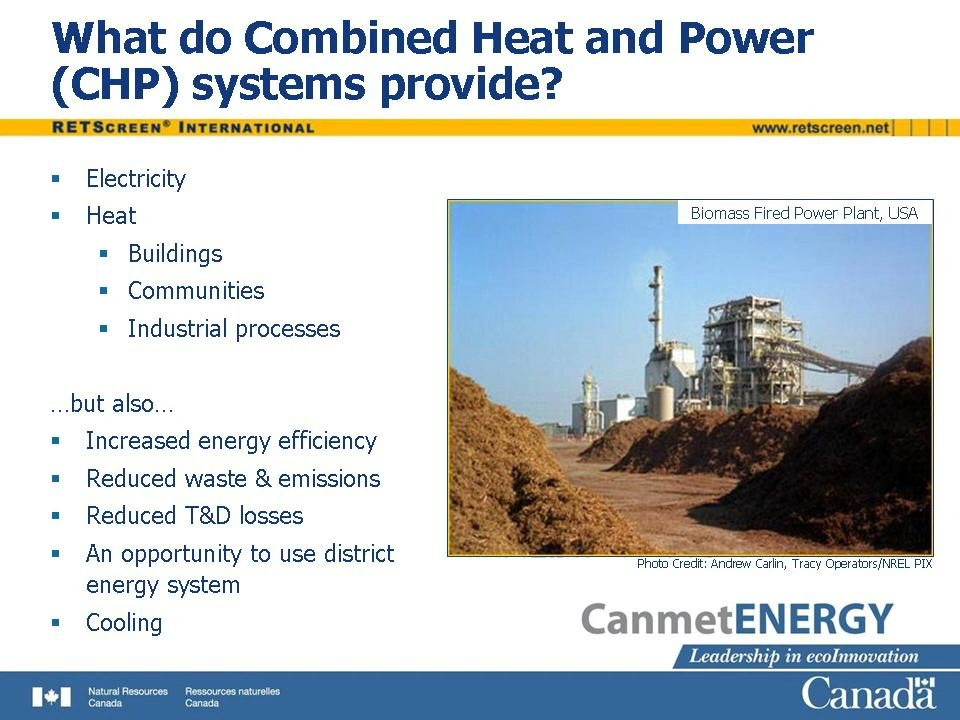 What do Combined Heat and Power
(CHP) systems provide?
RETSCREEN® INTERNATIONAL
www.retscreen.net
▪ Electricity
▪ Heat
▪ Buildings
▪ Communities
▪ Industrial processes
…but also…
▪ Increased energy efficiency
▪ Reduced waste & emissions
▪ Reduced T&D losses
▪ An opportunity to use district
energy system
▪ Cooling
Biomass Fired Power Plant, USA
Photo Credit: Andrew Carlin, Tracy Operators/NREL PIX
CanmetENERGY
Leadership in ecoInnovation
Natural Resources
Canada
Ressources naturelles
Canada
Canada